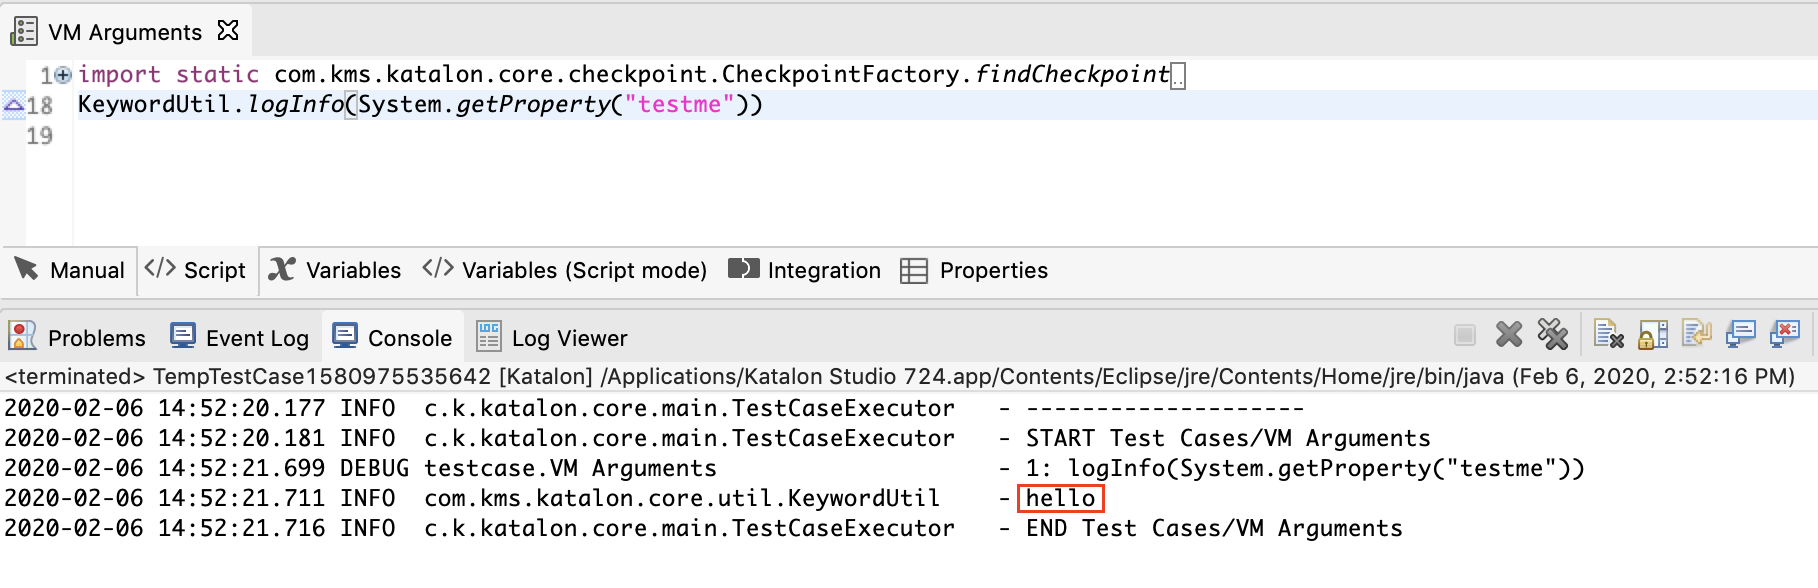 VM Arguments
1 import static com.kms.katalon.core.checkpoint.CheckpointFactory.findCheckpoint..
18 KeywordUtil.logInfo(System.getProperty("testme"))
19
Manual Script Variables Variables (Script mode) Integration Properties
Problems Event Log Console Log Viewer
<terminated> TempTestCase1580975535642 [Katalon] /Applications/Katalon Studio 724.app/Contents/Eclipse/jre/Contents/Home/jre/bin/java (Feb 6, 2020, 2:52:16 PM)
2020-02-06 14:52:20.177 INFO  c.k.katalon.core.main.TestCaseExecutor   - --------------------
2020-02-06 14:52:20.181 INFO  c.k.katalon.core.main.TestCaseExecutor   - START Test Cases/VM Arguments
2020-02-06 14:52:21.699 DEBUG testcase.VM Arguments                    - 1: logInfo(System.getProperty("testme"))
2020-02-06 14:52:21.711 INFO  com.kms.katalon.core.util.KeywordUtil    - hello
2020-02-06 14:52:21.716 INFO  c.k.katalon.core.main.TestCaseExecutor   - END Test Cases/VM Arguments